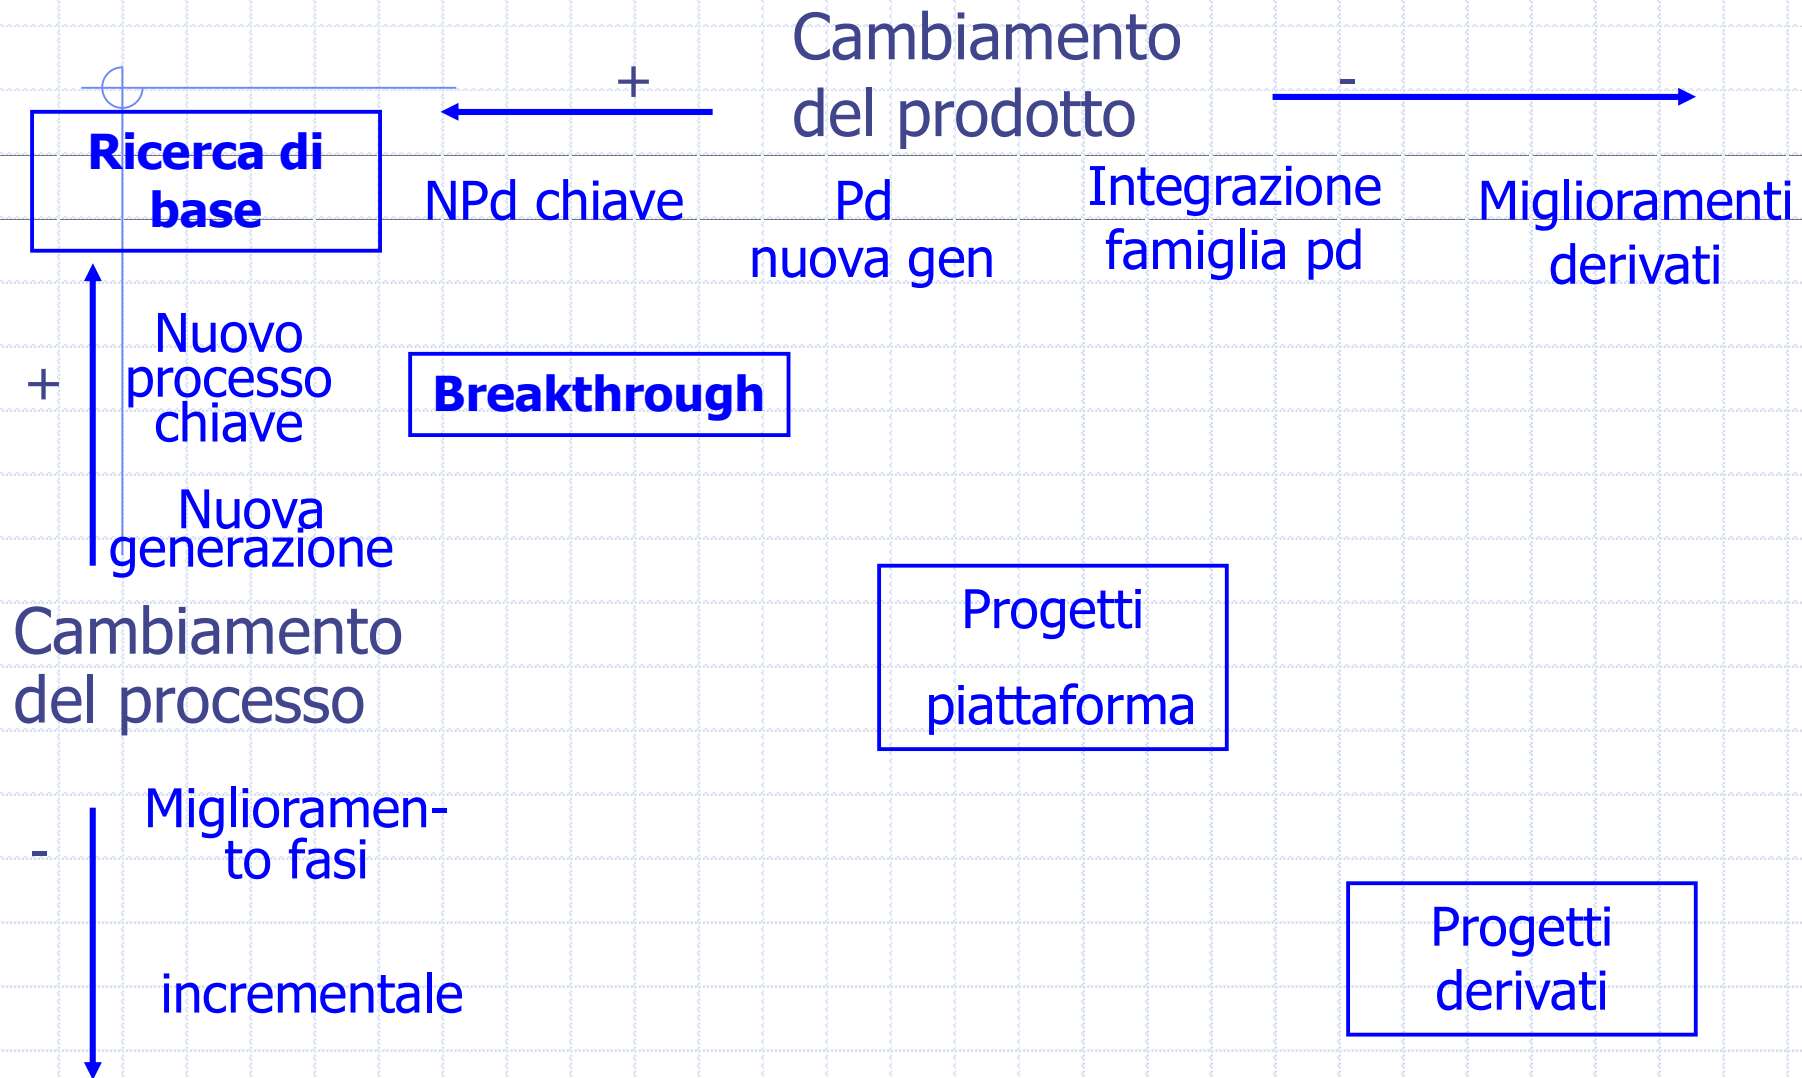 Cambiamento
del prodotto
+
-
Ricerca di
base
NPd chiave
Pd
nuova gen
Integrazione
famiglia pd
Miglioramenti
derivati
+
Nuovo
processo
chiave
Breakthrough
Nuova
generazione
Cambiamento
del processo
Progetti
piattaforma
-
Miglioramen-
to fasi
incrementale
Progetti
derivati